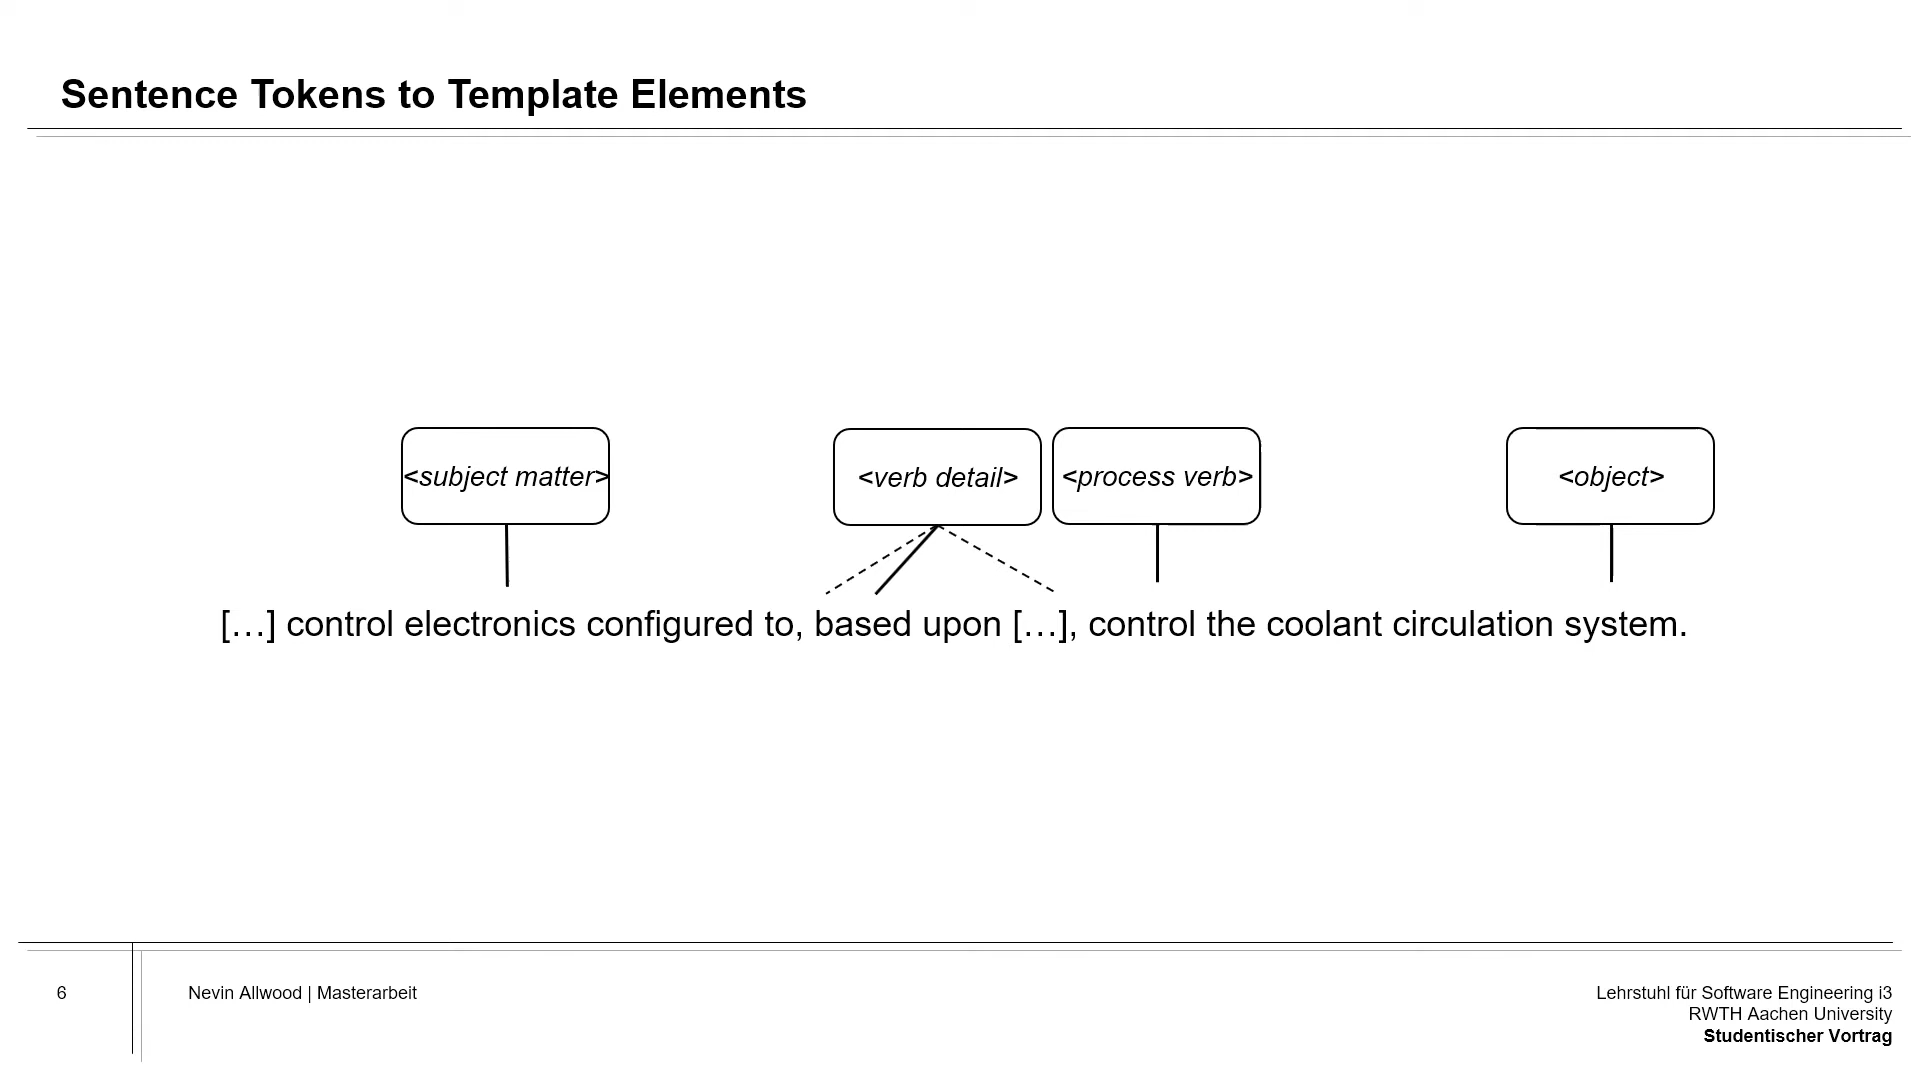 Sentence Tokens to Template Elements
<subject matter>
<verb detail>
<process verb>
<object>
[…] control electronics configured to, based upon […], control the coolant circulation system.
6
Nevin Allwood | Masterarbeit
Lehrstuhl für Software Engineering i3
RWTH Aachen University
Studentischer Vortrag